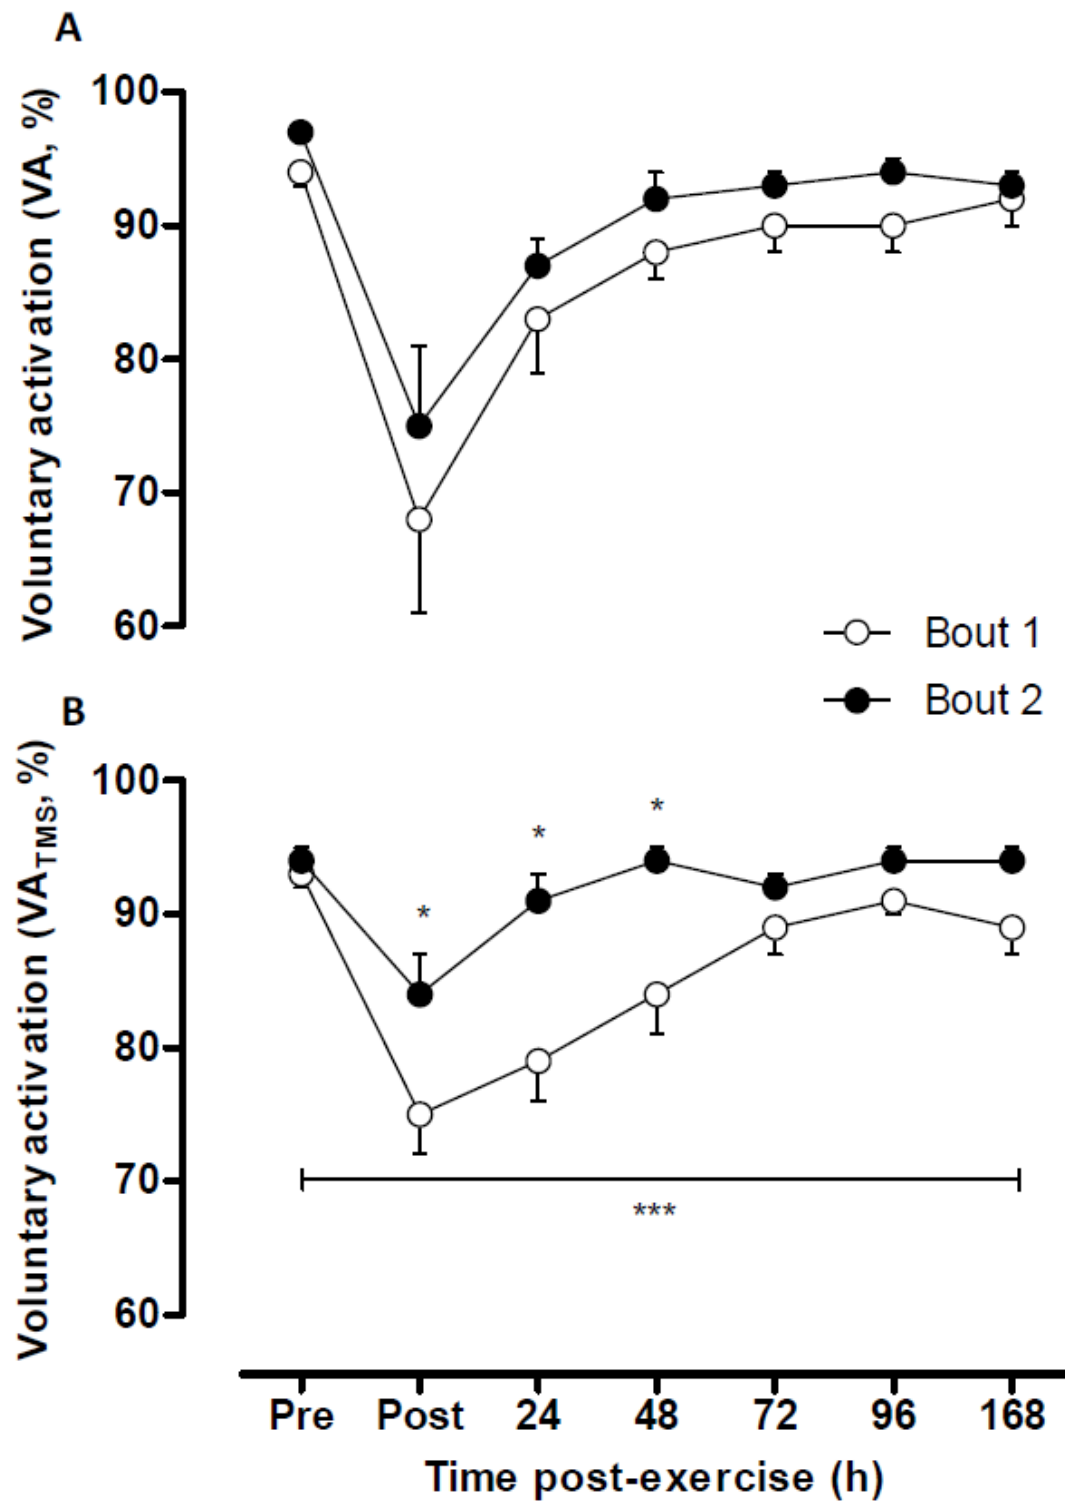 A
Voluntary activation (VA, %)
100
90
80
70
60
Bout 1
Bout 2
B
Voluntary activation (VATMS, %)
100
90
80
70
60
*
*
*
***
Pre Post 24 48 72 96 168
Time post-exercise (h)